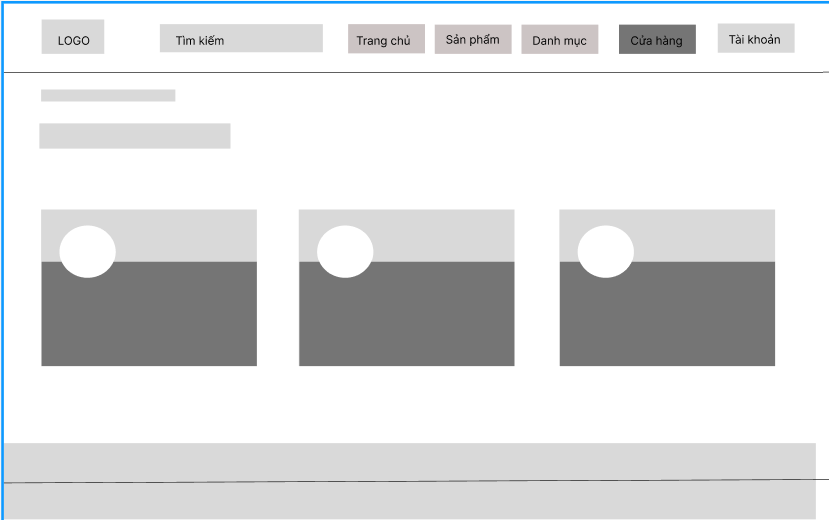 LOGO
Tìm kiếm
Trang chủ
Sản phẩm
Danh mục
Cửa hàng
Tài khoản